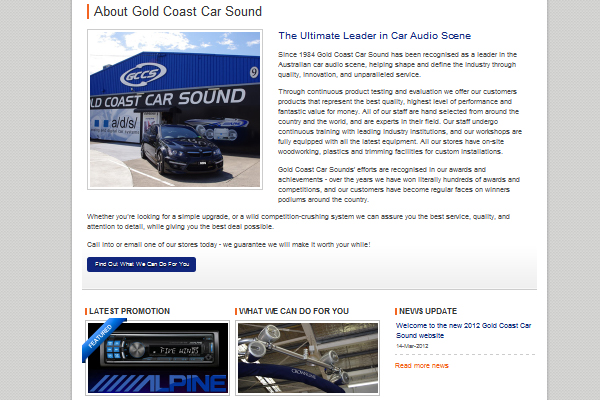 About Gold Coast Car Sound
The Ultimate Leader in Car Audio Scene
Since 1984 Gold Coast Car Sound has been recognised as a leader in the
Australian car audio scene, helping shape and define the industry through
quality, innovation, and unparalleled service.
Through continuous product testing and evaluation we offer our customers
products that represent the best quality, highest level of performance and
fantastic value for money. All of our staff are hand selected from around the
country and the world, and are experts in their field. Our staff undergo
continuous training with leading industry institutions, and our workshops are
fully equipped with all the latest equipment. All our stores have on-site
woodworking, plastics and trimming facilities for custom installations.
Gold Coast Car Sounds' efforts are recognised in our awards and
achievements - over the years we have won literally hundreds of awards and
competitions, and our customers have become regular faces on winners
podiums around the country.
GCCS
9
LD COAST CAR SOUND
a/d/s/
Whether you're looking for a simple upgrade, or a wild competition-crushing system we can assure you the best service, quality, and
attention to detail, while giving you the best deal possible.
Call into or email one of our stores today - we guarantee we will make it worth your while!
Find Out What We Can Do For You
LATEST PROMOTION
FEATURED
FIVE WINDS
ALPINE
WHAT WE CAN DO FOR YOU
NEWS UPDATE
Welcome to the new 2012 Gold Coast Car
Sound website
14-Mar-2012
Read more news